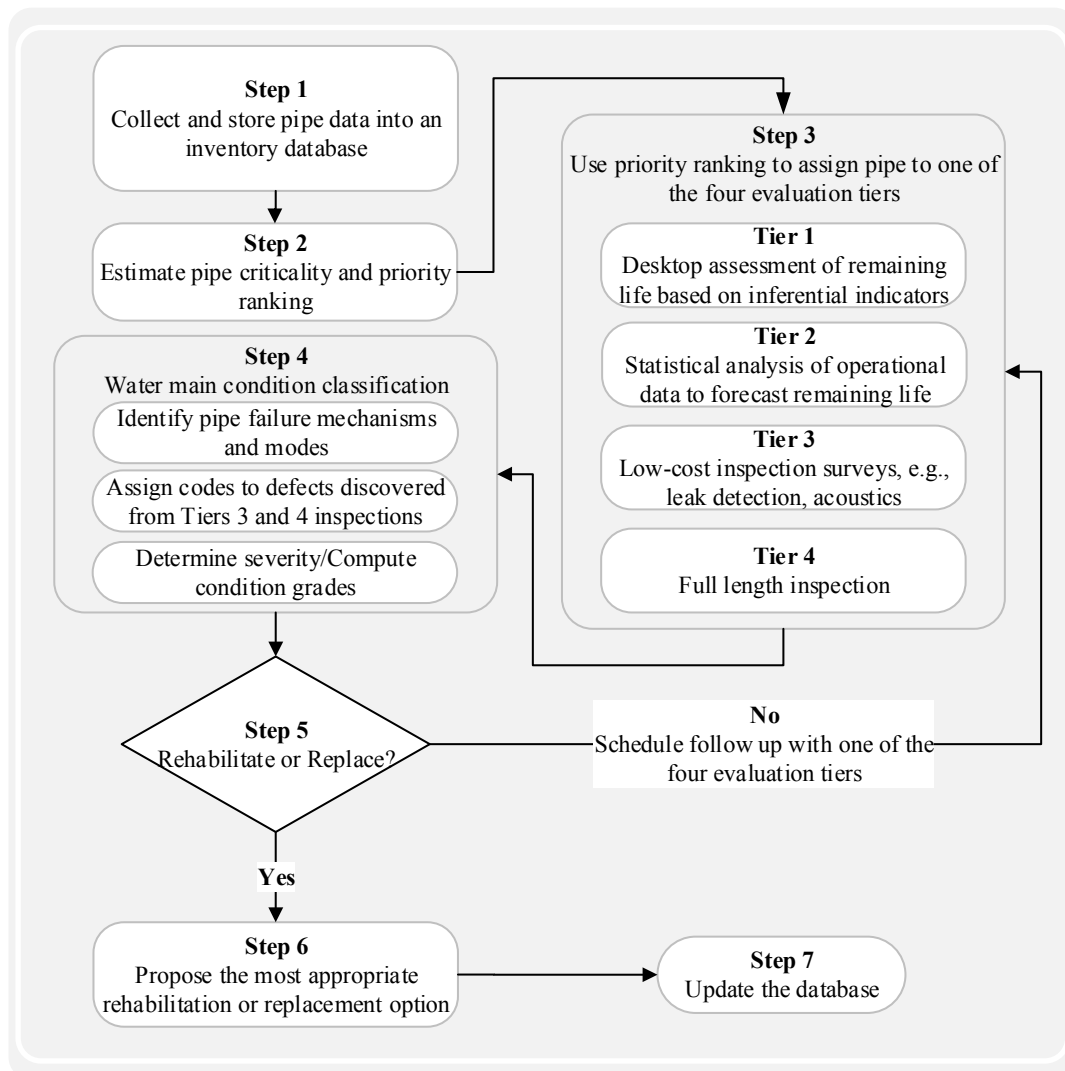 Step 1
Collect and store pipe data into an
inventory database
Step 2
Estimate pipe criticality and priority
ranking
Step 3
Use priority ranking to assign pipe to one of
the four evaluation tiers
Tier 1
Desktop assessment of remaining
life based on inferential indicators
Tier 2
Statistical analysis of operational
data to forecast remaining life
Tier 3
Low-cost inspection surveys, e.g.,
leak detection, acoustics
Tier 4
Full length inspection
Step 4
Water main condition classification
Identify pipe failure mechanisms
and modes
Assign codes to defects discovered
from Tiers 3 and 4 inspections
Determine severity/Compute
condition grades
Step 5
Rehabilitate or Replace?
No
Schedule follow up with one of the
four evaluation tiers
Yes
Step 6
Propose the most appropriate
rehabilitation or replacement option
Step 7
Update the database